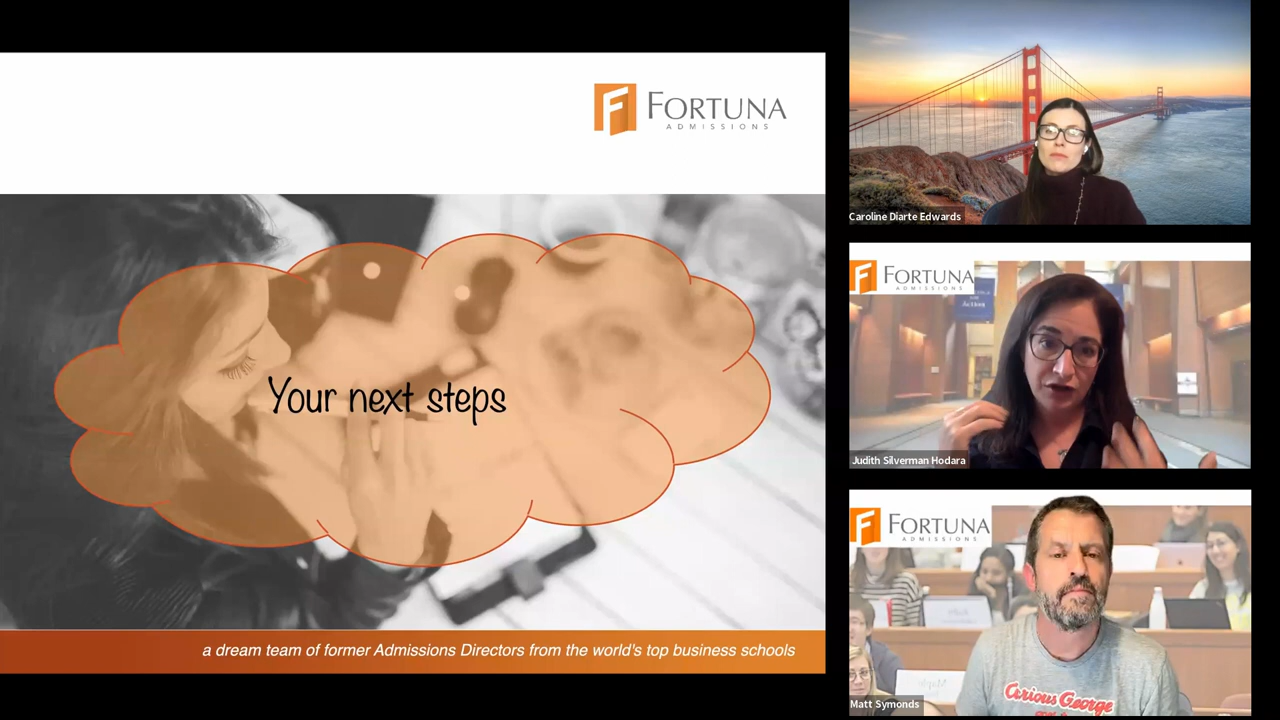 FORTUNA
ADMISSIONS
Your next steps
a dream team of former Admissions Directors from the world's top business schools
Caroline Diarte Edwards
FORTUNA
ADMISSIONS
Judith Silverman Hodara
FORTUNA
ADMISSIONS
Curious George
Matt Symonds